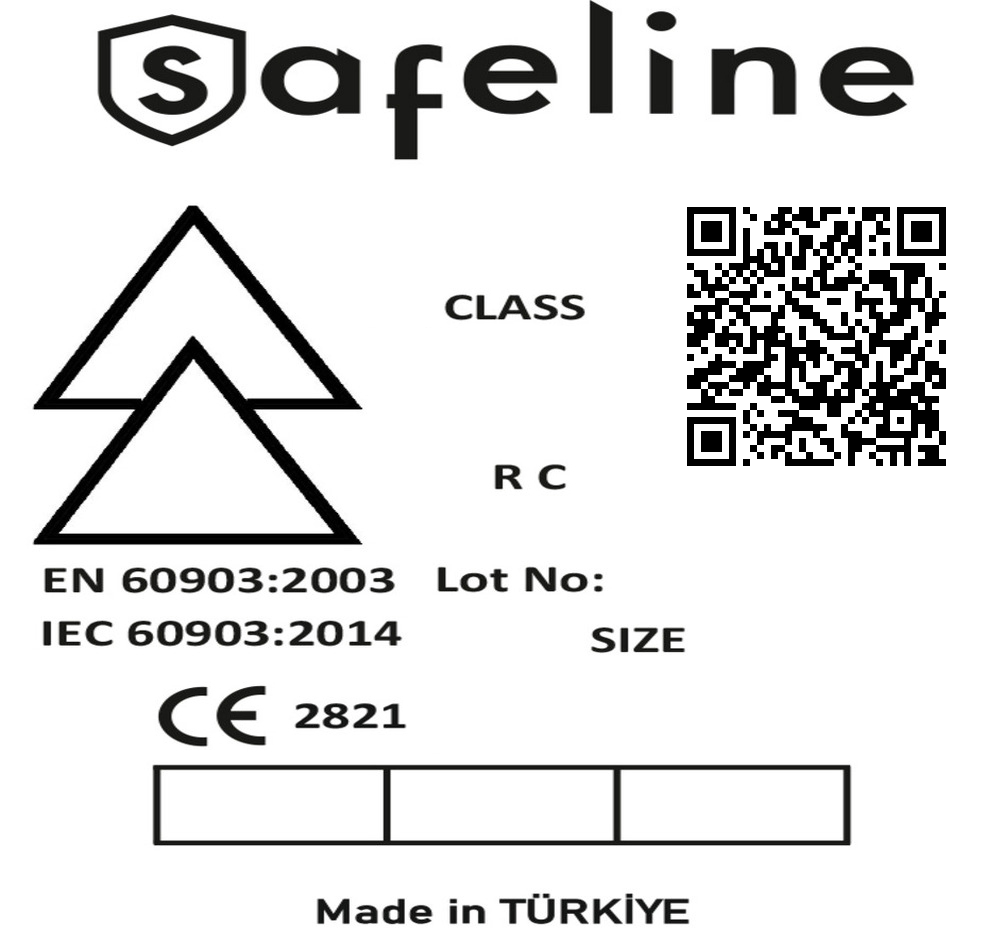 safeline
CLASS
R C
EN 60903:2003 Lot No:
IEC 60903:2014
SIZE
CE 2821
Made in TÜRKİYE